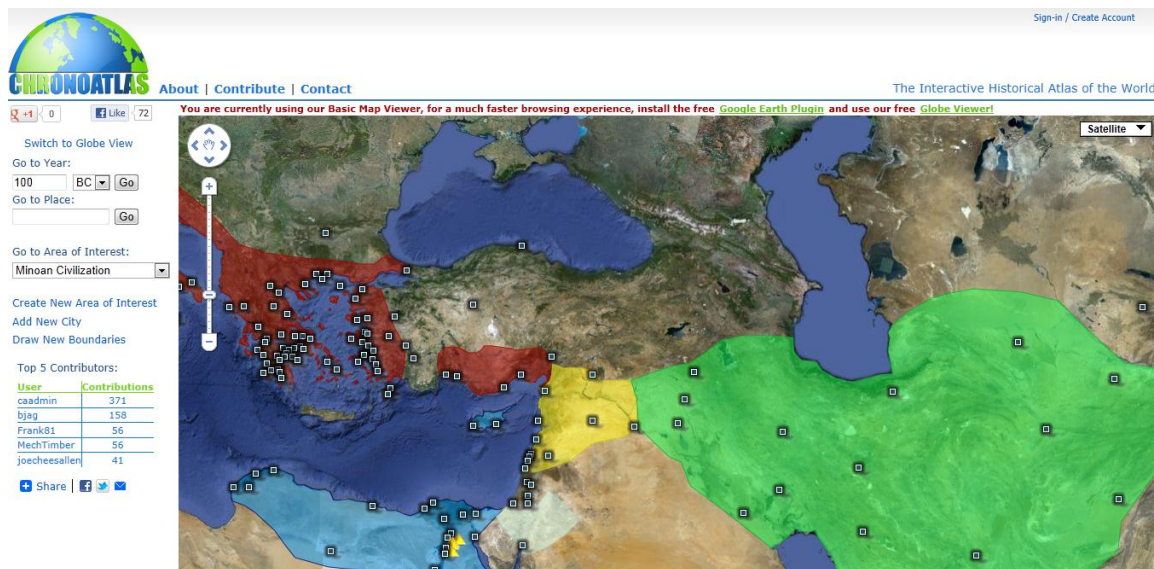 Sign-in / Create Account
CHRONOATLAS
About | Contribute | Contact
The Interactive Historical Atlas of the World
+1 0
Like 72
You are currently using our Basic Map Viewer, for a much faster browsing experience, install the free Google Earth Plugin and use our free Globe Viewer!
Satellite
Switch to Globe View
Go to Year:
100 BC Go
Go to Place:
Go
Go to Area of Interest:
Minoan Civilization
Create New Area of Interest
Add New City
Draw New Boundaries
Top 5 Contributors:
User Contributions
caadmin 371
bjag 158
Frank81 56
MechTimber 56
joecheesallen 41
Share